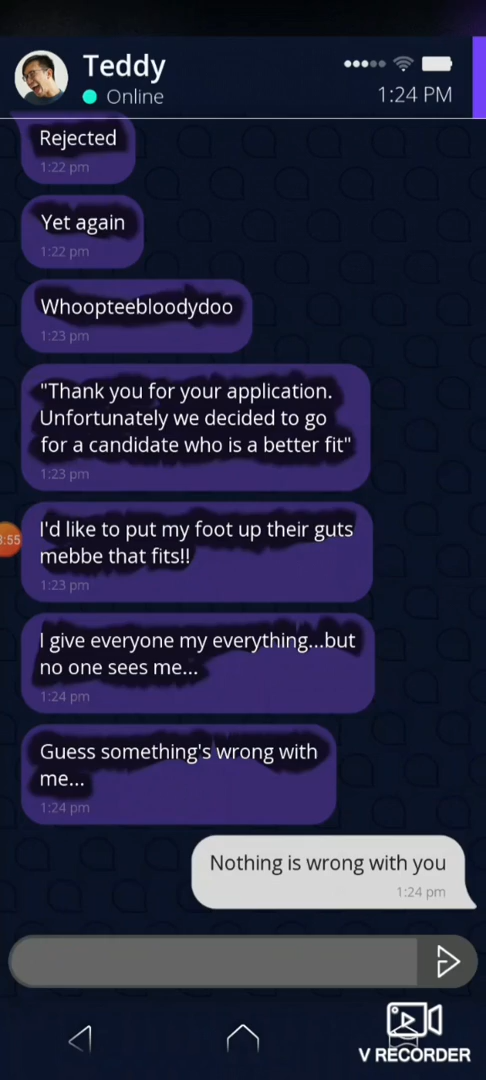 Teddy
Online
1:24 PM
Rejected
1:22 pm
Yet again
1:22 pm
Whoopteebloodydoo
1:23 pm
"Thank you for your application.
Unfortunately we decided to go
for a candidate who is a better fit"
1:23 pm
:55
I'd like to put my foot up their guts
mebbe that fits!!
1:23 pm
I give everyone my everything...but
no one sees me...
1:24 pm
Guess something's wrong with
me...
1:24 pm
Nothing is wrong with you
1:24 pm
V RECORDER